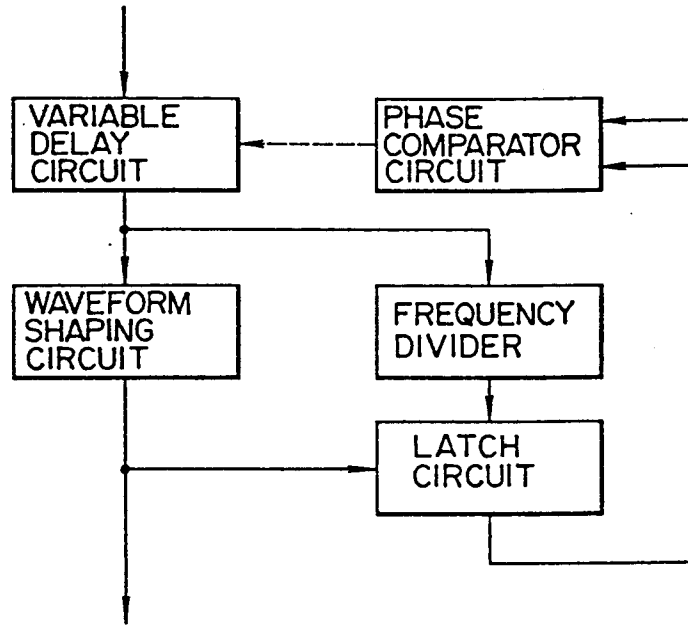 VARIABLE
DELAY
CIRCUIT
PHASE
COMPARATOR
CIRCUIT
WAVEFORM
SHAPING
CIRCUIT
FREQUENCY
DIVIDER
LATCH
CIRCUIT